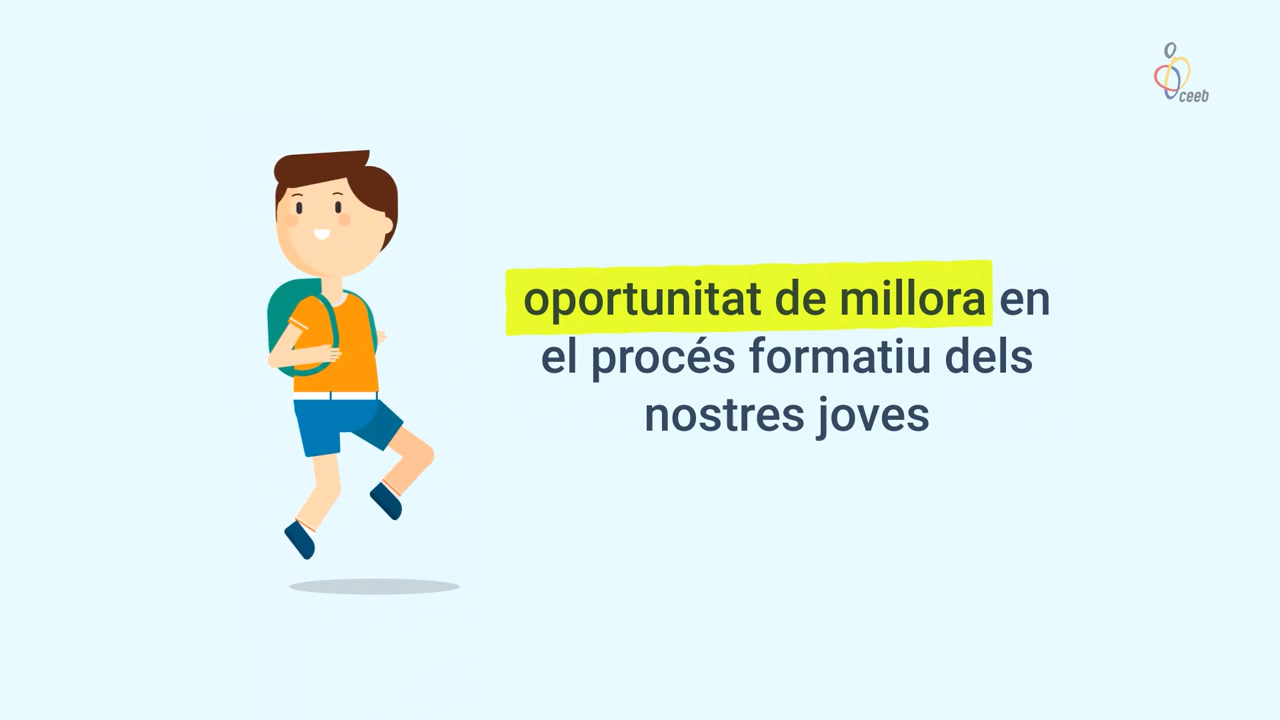 ceeb
oportunitat de millora en
el procés formatiu dels
nostres joves